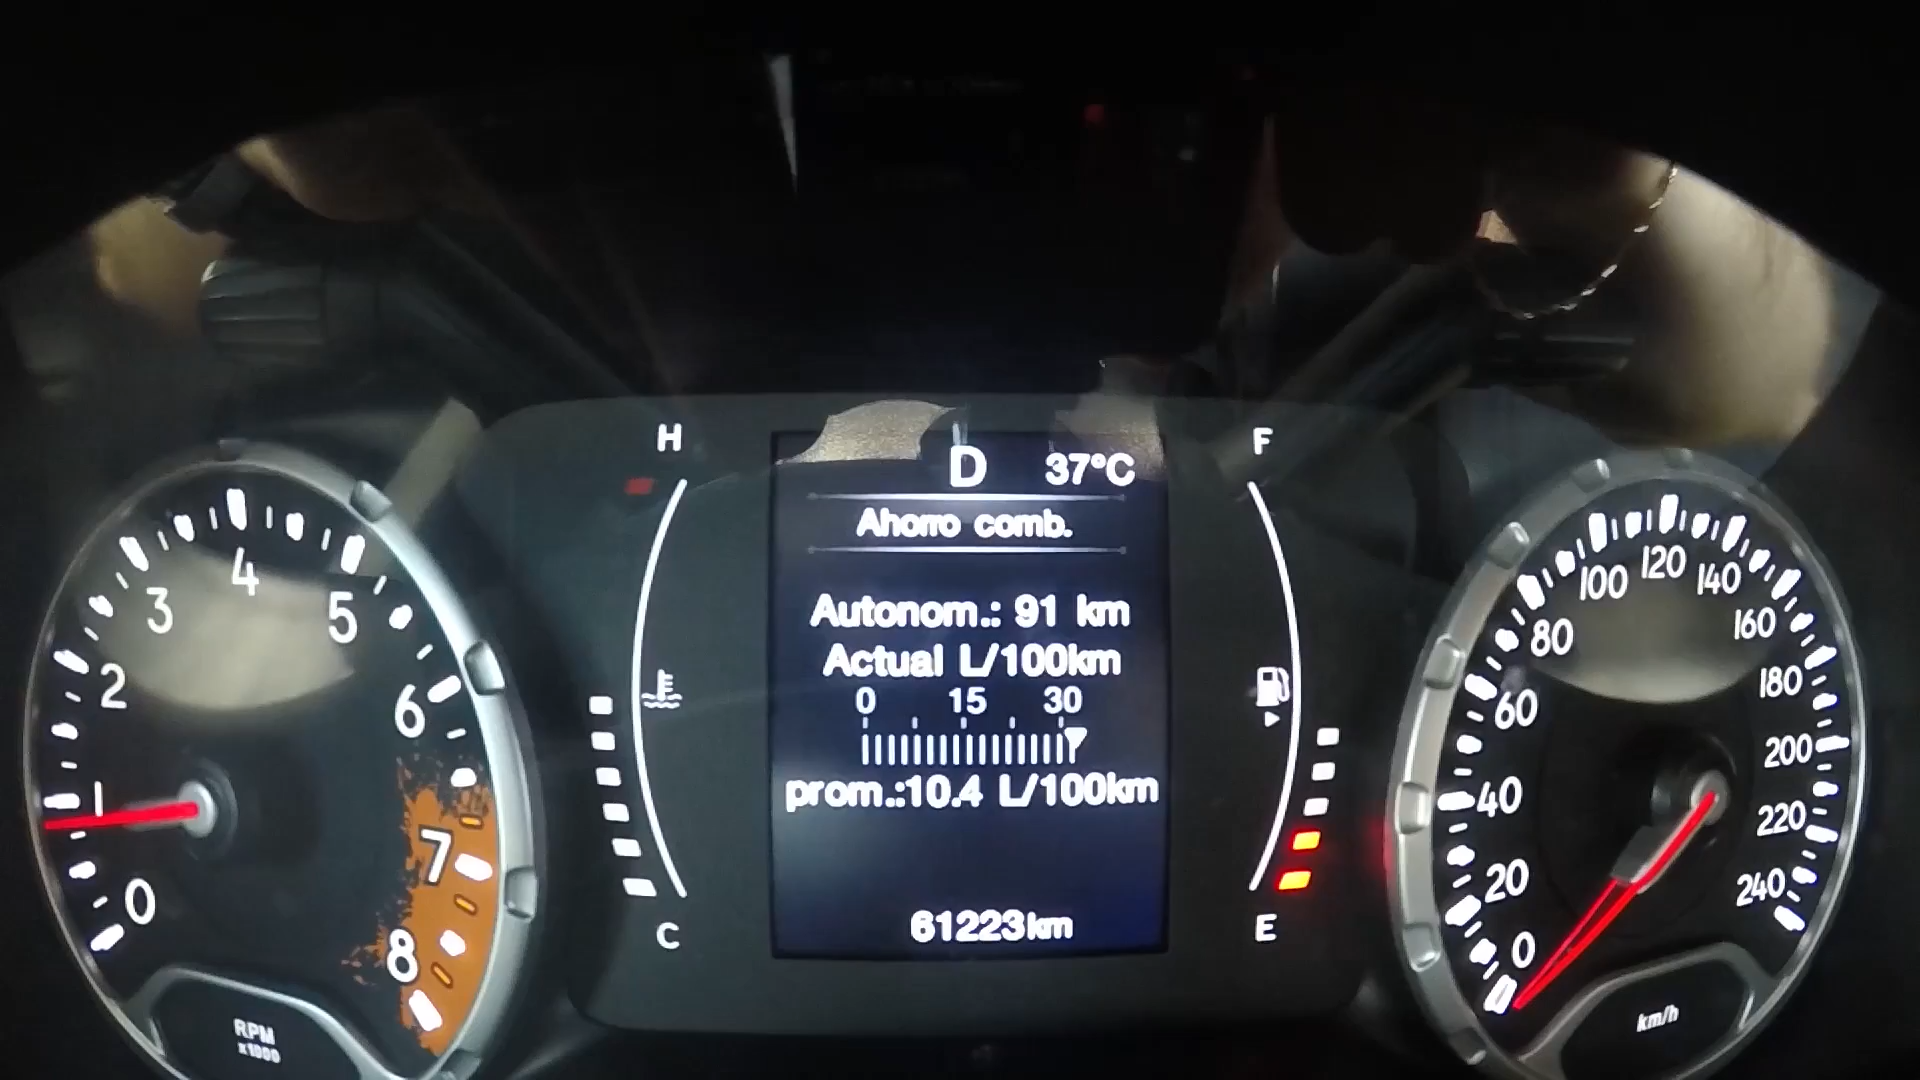 H
F
D 37°C
Ahorro comb.
Autonom.: 91 km
Actual L/100km
0 15 30
prom.:10.4 L/100km
61223km
C
E
0
1
2
3
4
5
6
7
8
RPM
x1000
0
20
40
60
80
100
120
140
160
180
200
220
240
km/h